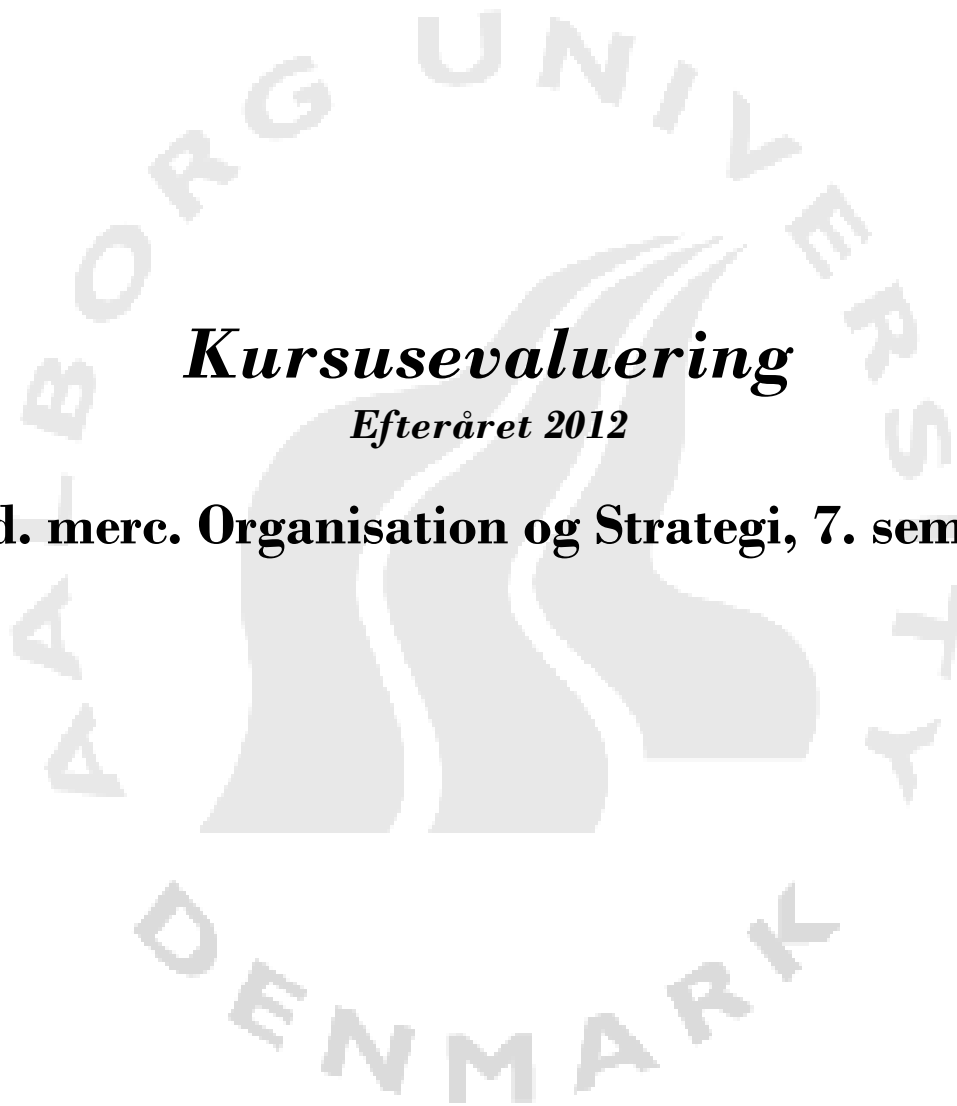 AALBORG UNIVERSITY
Kursusevaluering
Efteråret 2012
d. merc. Organisation og Strategi, 7. sem
DENMARK